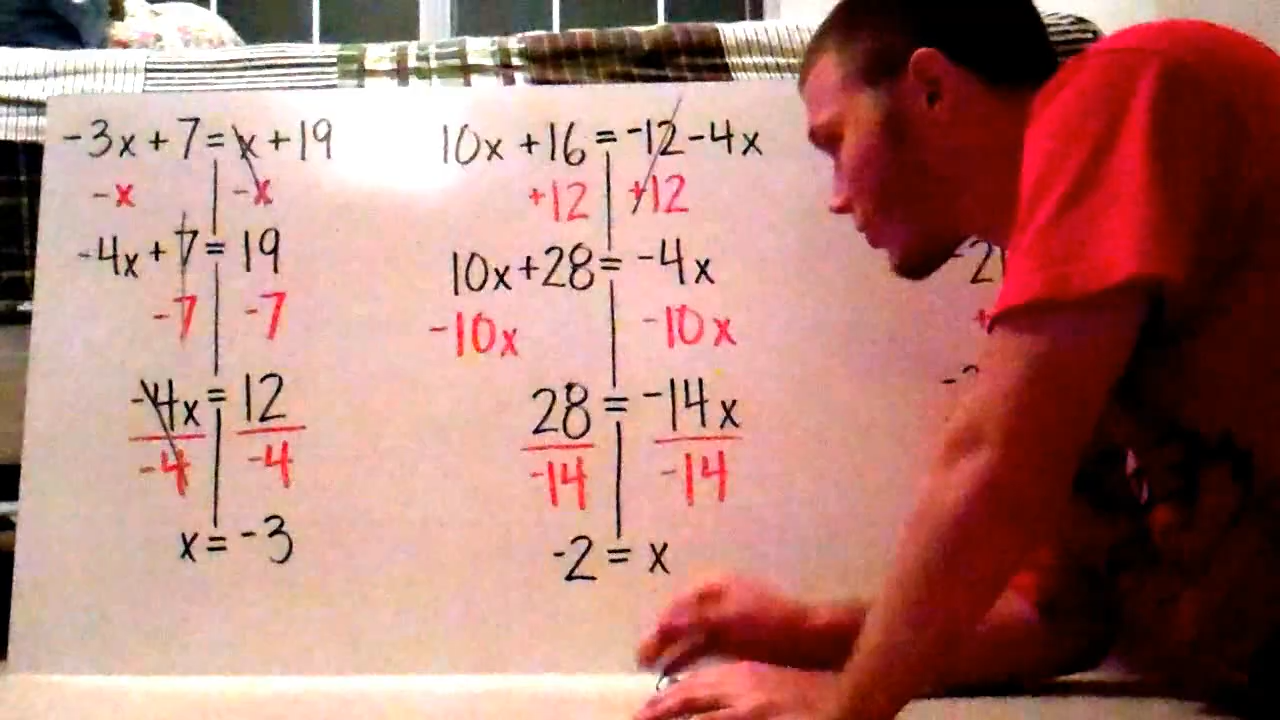 -3x + 7 = x + 19
-x -x
-4x + 7 = 19
-7 -7
-4x = 12
-4 -4
x = -3
10x + 16 = -12 - 4x
+12 +12
10x + 28 = -4x
-10x -10x
28 = -14x
-14 -14
-2 = x